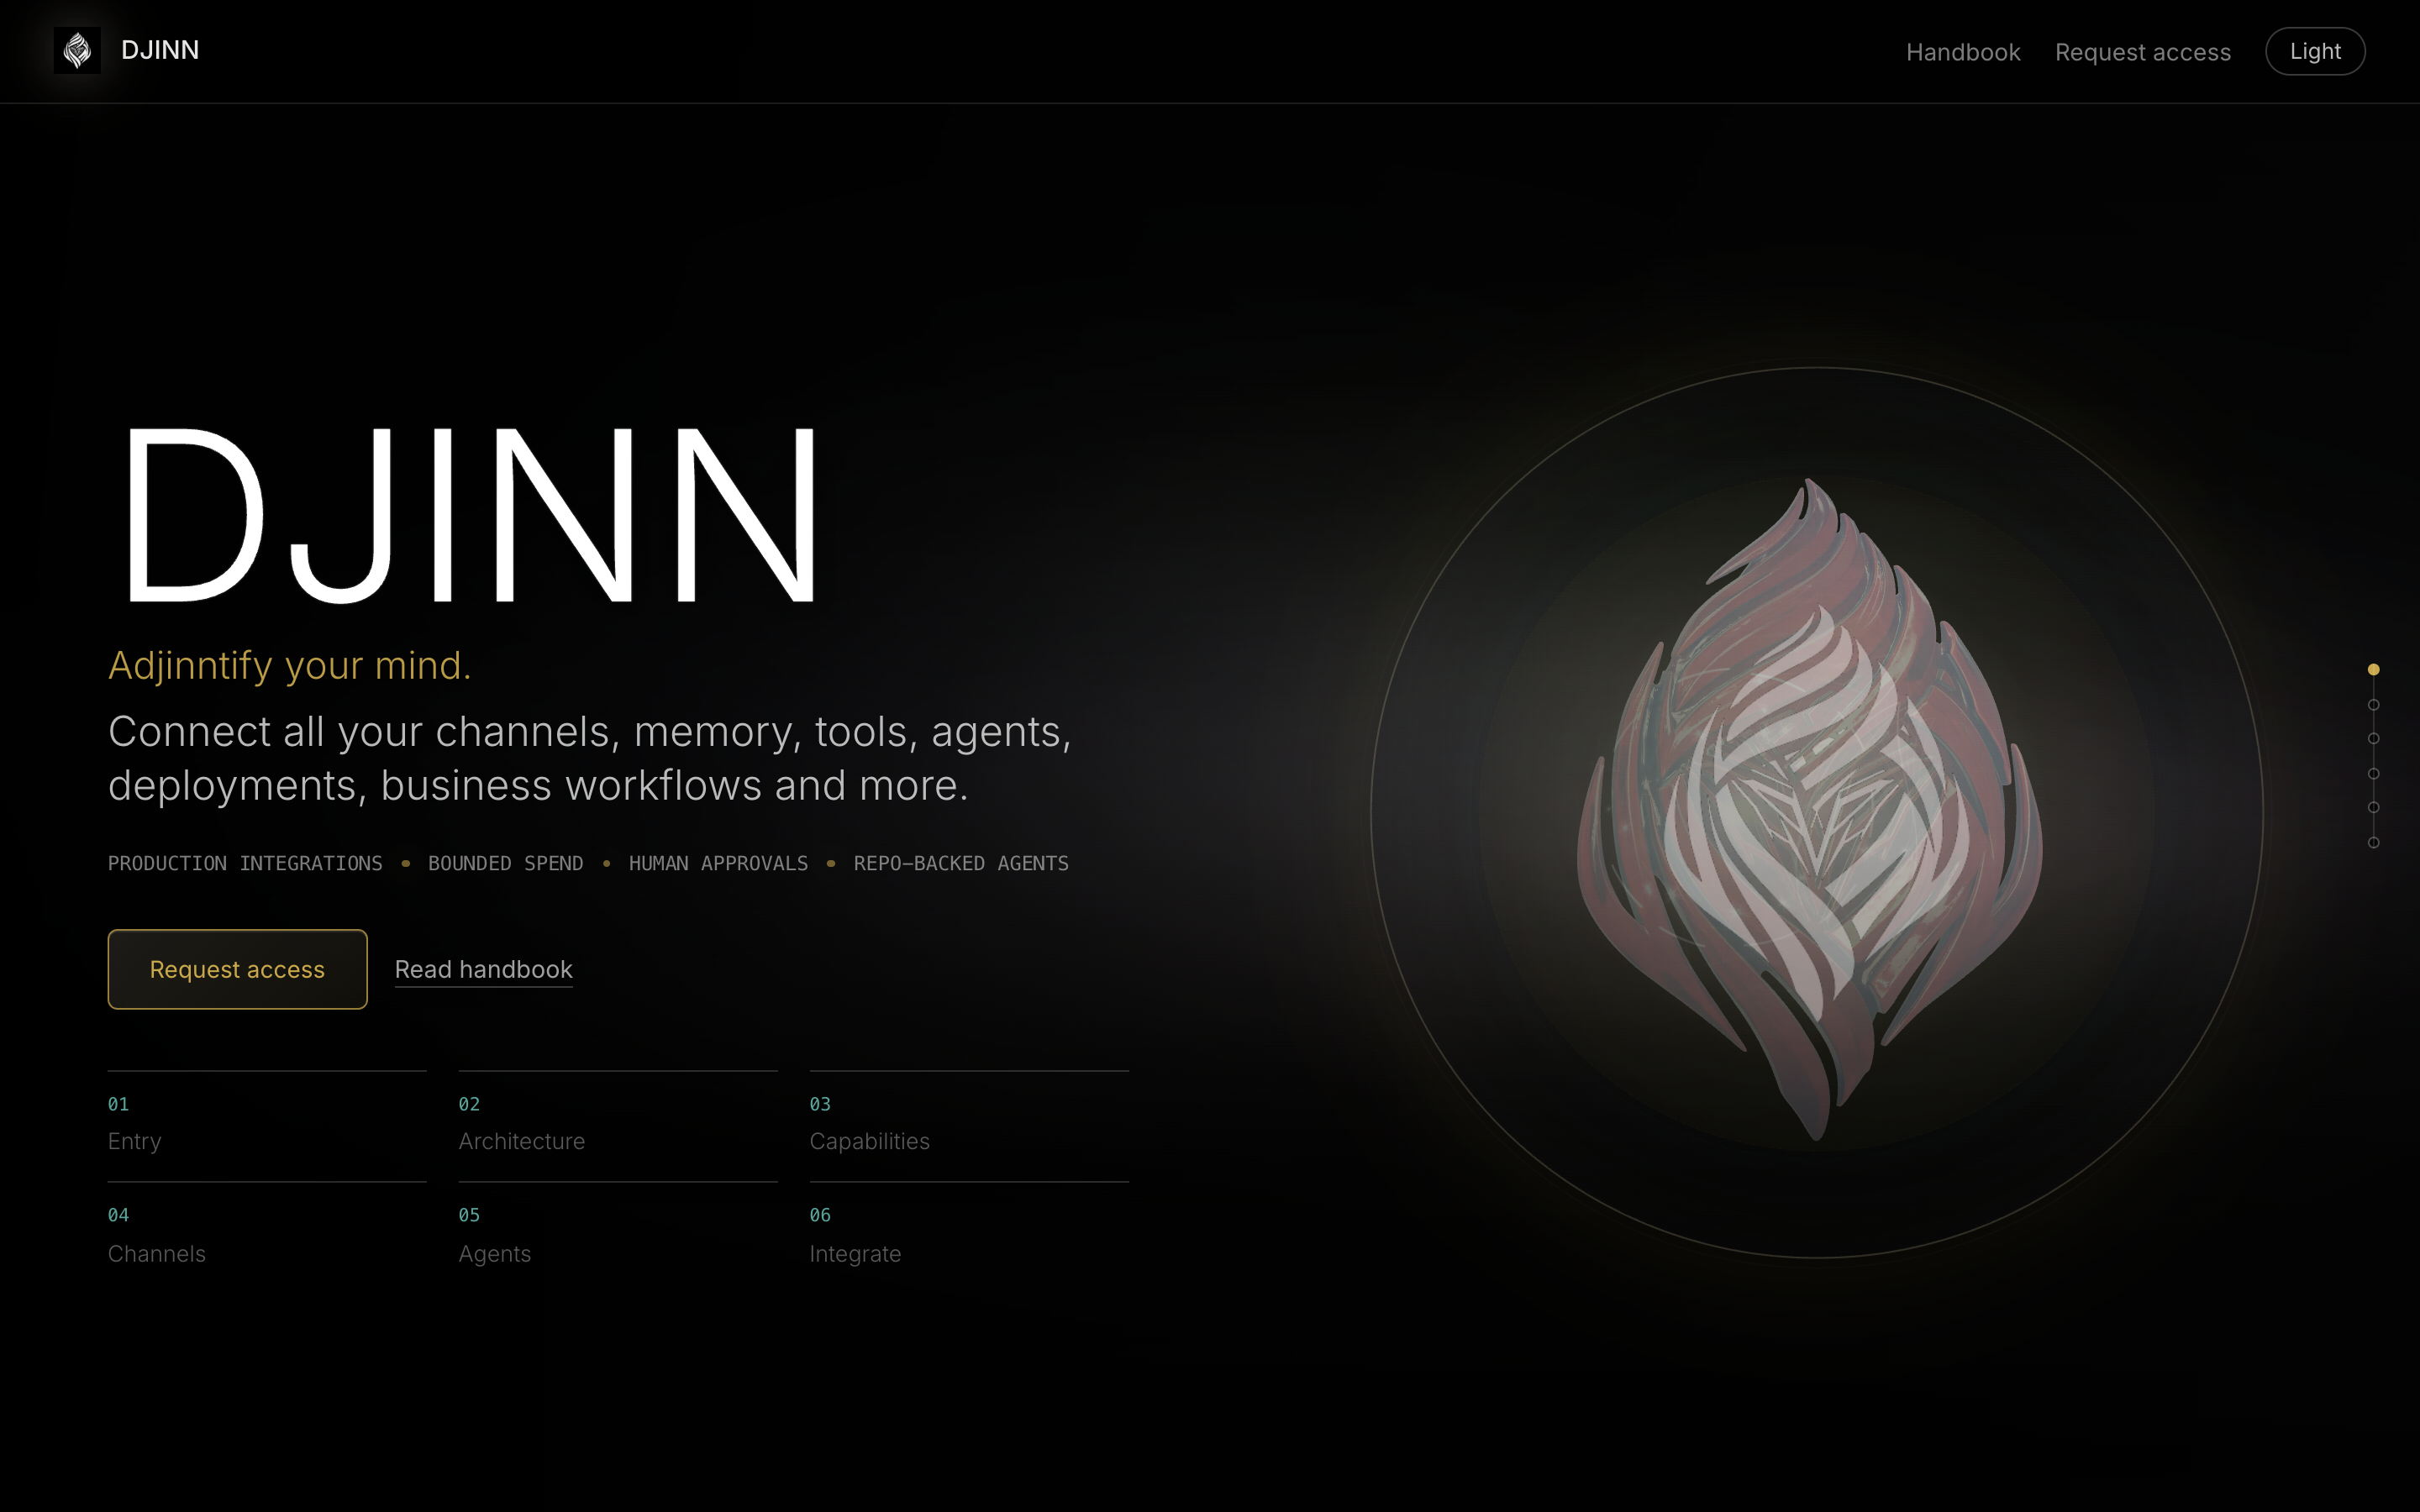 DJINN
Handbook
Request access
Light
DJINN
Adjinntify your mind.
Connect all your channels, memory, tools, agents,
deployments, business workflows and more.
PRODUCTION INTEGRATIONS • BOUNDED SPEND • HUMAN APPROVALS • REPO–BACKED AGENTS
Request access
Read handbook
01
Entry
02
Architecture
03
Capabilities
04
Channels
05
Agents
06
Integrate